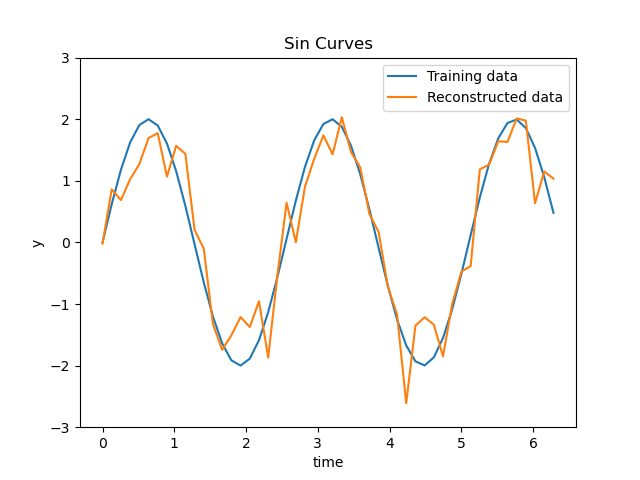 Sin Curves
Training data
Reconstructed data
y
3
2
1
0
−1
−2
−3
0 1 2 3 4 5 6
time